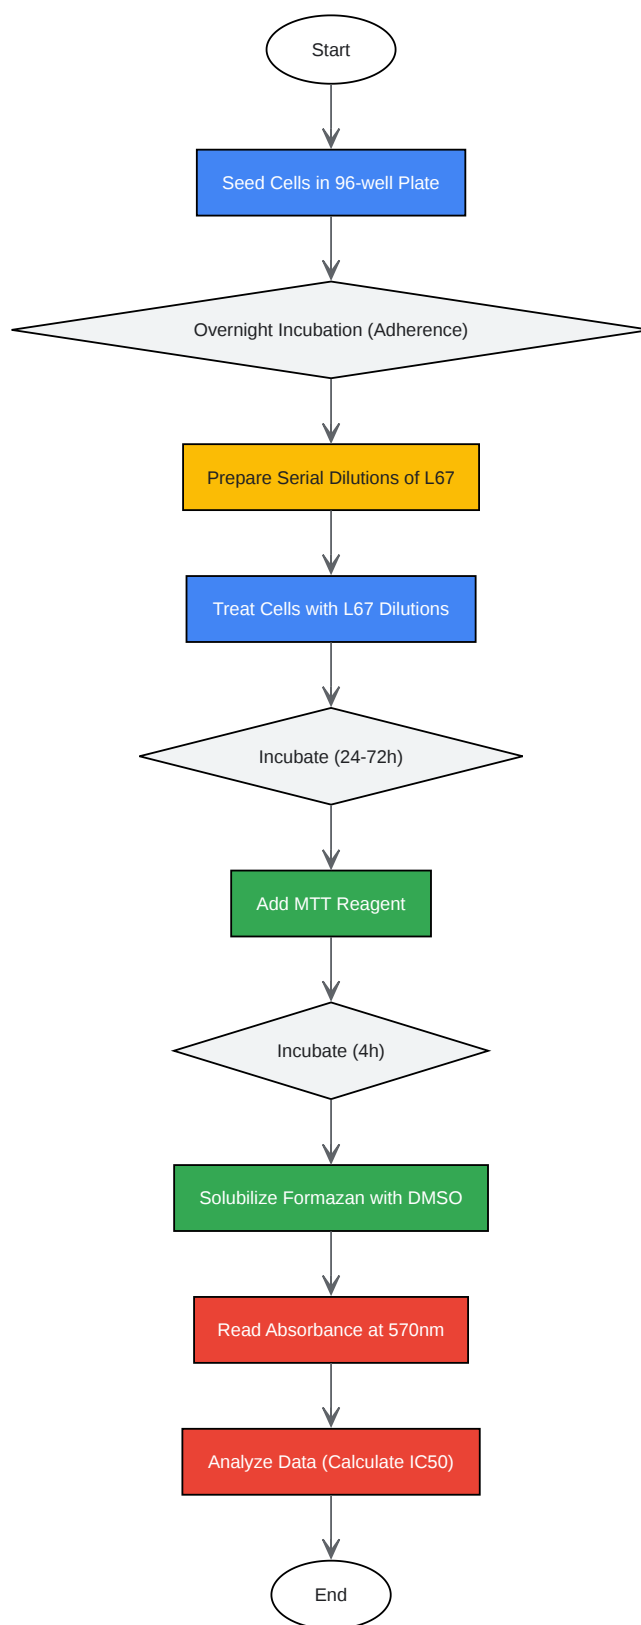 Start
Seed Cells in 96-well Plate
Overnight Incubation (Adherence)
Prepare Serial Dilutions of L67
Treat Cells with L67 Dilutions
Incubate (24-72h)
Add MTT Reagent
Incubate (4h)
Solubilize Formazan with DMSO
Read Absorbance at 570nm
Analyze Data (Calculate IC50)
End